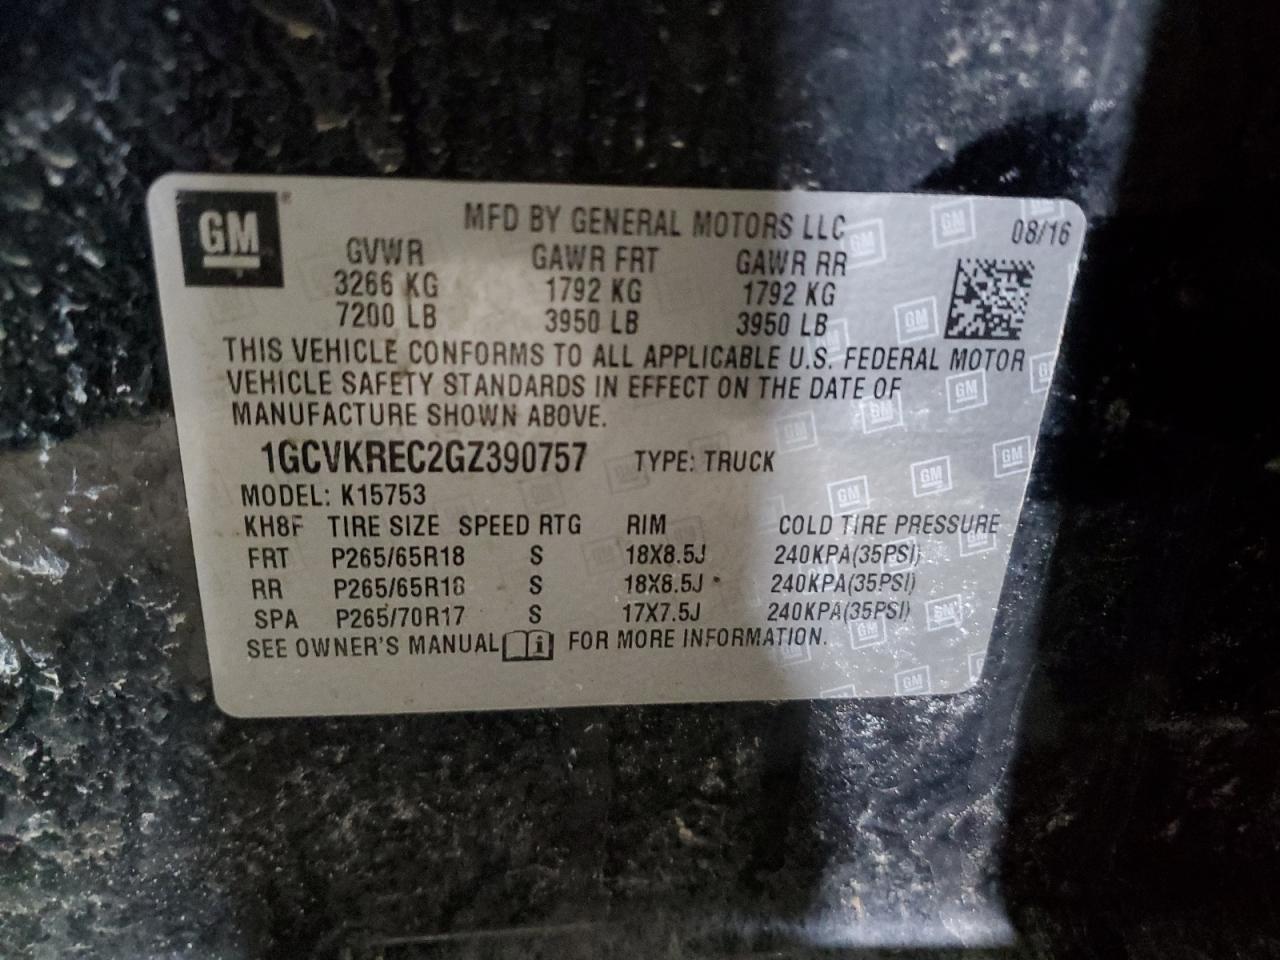 GM
MFD BY GENERAL MOTORS LLC
08/16
GVWR GAWR FRT GAWR RR
3266 KG 1792 KG 1792 KG
7200 LB 3950 LB 3950 LB
THIS VEHICLE CONFORMS TO ALL APPLICABLE U.S. FEDERAL MOTOR
VEHICLE SAFETY STANDARDS IN EFFECT ON THE DATE OF
MANUFACTURE SHOWN ABOVE.
1GCVKREC2GZ390757 TYPE: TRUCK
MODEL: K15753
KH8F TIRE SIZE SPEED RTG RIM COLD TIRE PRESSURE
FRT P265/65R18 S 18X8.5J 240KPA(35PSI)
RR P265/65R18 S 18X8.5J 240KPA(35PSI)
SPA P265/70R17 S 17X7.5J 240KPA(35PSI)
SEE OWNER'S MANUAL FOR MORE INFORMATION.